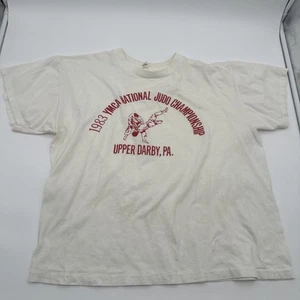 1983 YMCA NATIONAL JUDO CHAMPIONSHIP
UPPER DARBY, PA.